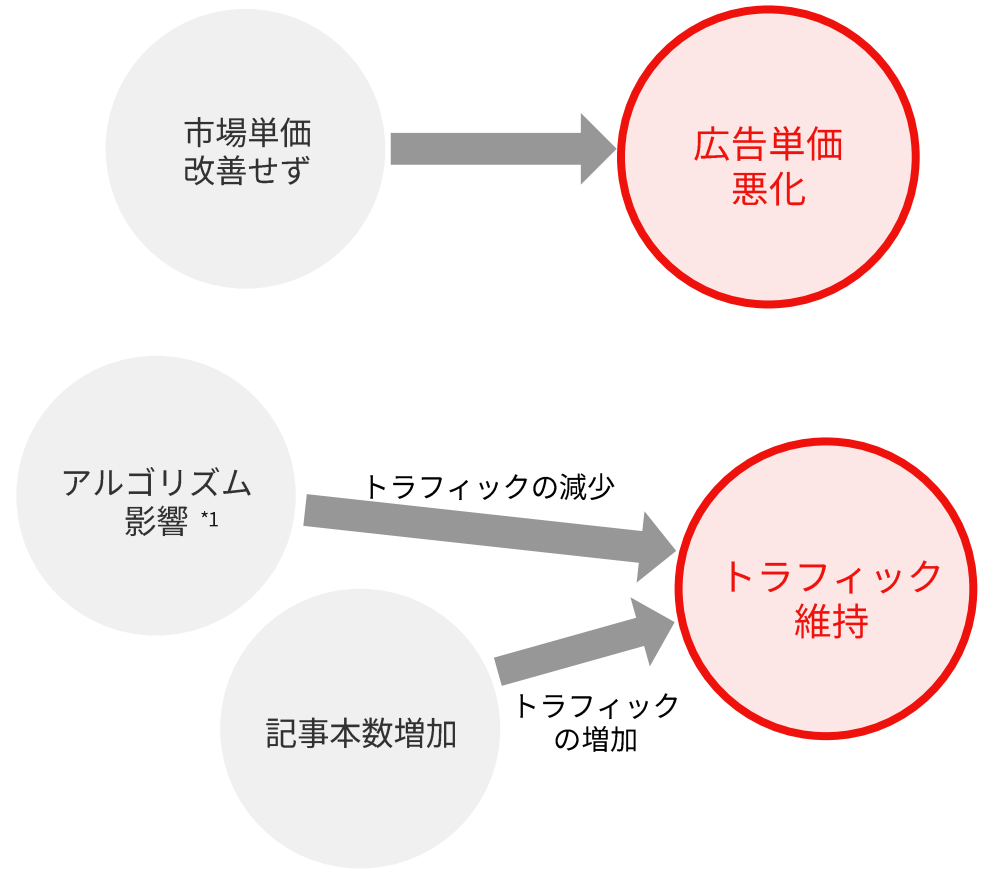 市場単価
改善せず
広告単価
悪化
アルゴリズム
影響 *1
トラフィックの減少
トラフィック
維持
記事本数増加
トラフィック
の増加